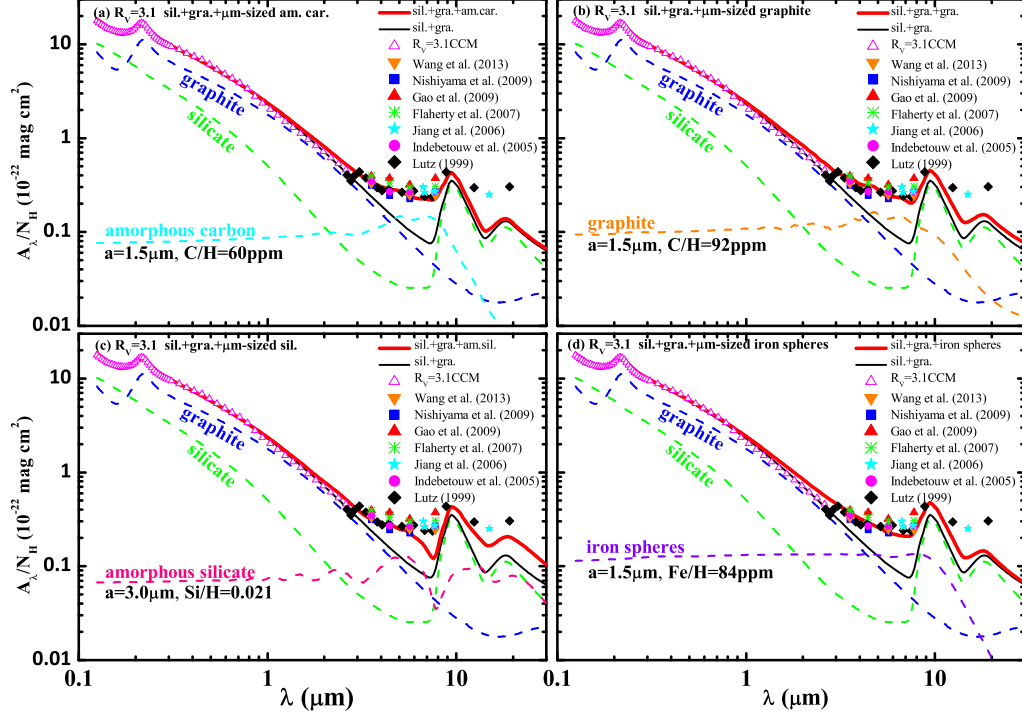 (a) R_V=3.1 sil.+gra.+μm-sized am. car.
sil.+gra.+am.car.
sil.+gra.
R_V=3.1CCM
Wang et al. (2013)
Nishiyama et al. (2009)
Gao et al. (2009)
Flaherty et al. (2007)
Jiang et al. (2006)
Indebetouw et al. (2005)
Lutz (1999)
graphite
silicate
amorphous carbon
a=1.5μm, C/H=60ppm
10
1
0.1
0.01
A_λ/N_H (10^-22 mag cm^2)
(b) R_V=3.1 sil.+gra.+μm-sized graphite
sil.+gra.+gra.
sil.+gra.
R_V=3.1CCM
Wang et al. (2013)
Nishiyama et al. (2009)
Gao et al. (2009)
Flaherty et al. (2007)
Jiang et al. (2006)
Indebetouw et al. (2005)
Lutz (1999)
graphite
silicate
graphite
a=1.5μm, C/H=92ppm
(c) R_V=3.1 sil.+gra.+μm-sized sil.
sil.+gra.+am.sil.
sil.+gra.
R_V=3.1CCM
Wang et al. (2013)
Nishiyama et al. (2009)
Gao et al. (2009)
Flaherty et al. (2007)
Jiang et al. (2006)
Indebetouw et al. (2005)
Lutz (1999)
graphite
silicate
amorphous silicate
a=3.0μm, Si/H=0.021
10
1
0.1
0.01
A_λ/N_H (10^-22 mag cm^2)
0.1 1 10
λ (μm)
(d) R_V=3.1 sil.+gra.+μm-sized iron spheres
sil.+gra.+iron spheres
sil.+gra.
R_V=3.1CCM
Wang et al. (2013)
Nishiyama et al. (2009)
Gao et al. (2009)
Flaherty et al. (2007)
Jiang et al. (2006)
Indebetouw et al. (2005)
Lutz (1999)
graphite
silicate
iron spheres
a=1.5μm, Fe/H=84ppm
0.1 1 10
λ (μm)